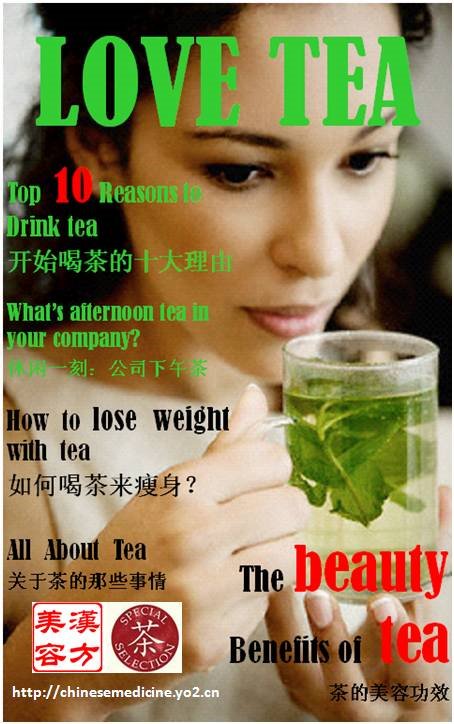 LOVE TEA
Top 10 Reasons to
Drink tea
开始喝茶的十大理由
What's afternoon tea in
your company?
休闲一刻：公司下午茶
How to lose weight
with tea
如何喝茶来瘦身？
All About Tea
关于茶的那些事情
The beauty
Benefits of tea
茶的美容功效
美漢
容方
SPECIAL
茶
SELECTION
http://chinesemedicine.yo2.cn